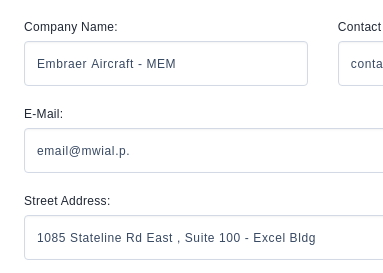 Company Name:
Contact
Embraer Aircraft - MEM
conta
E-Mail:
email@mwial.p.
Street Address:
1085 Stateline Rd East , Suite 100 - Excel Bldg